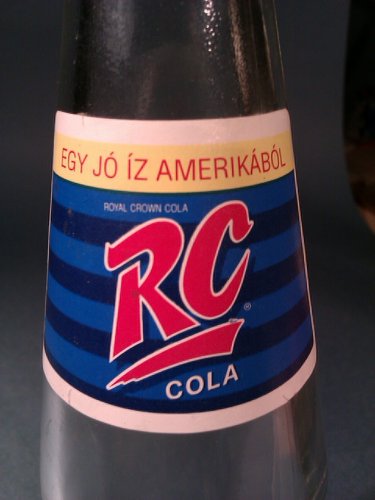 EGY JÓ ÍZ AMERIKÁBÓL
ROYAL CROWN COLA
RC®
COLA